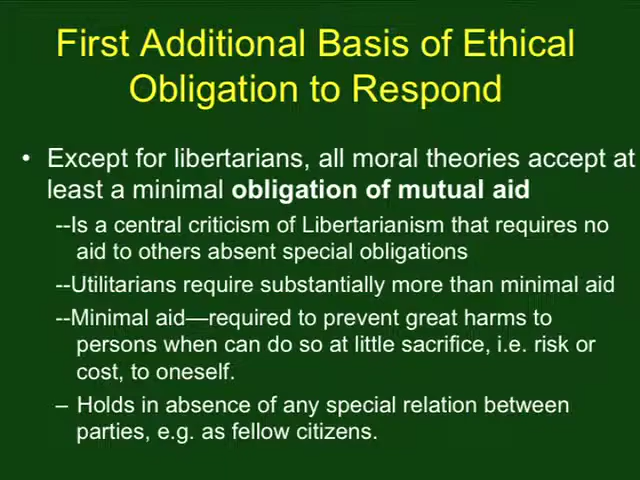 First Additional Basis of Ethical
Obligation to Respond
• Except for libertarians, all moral theories accept at
least a minimal obligation of mutual aid
--Is a central criticism of Libertarianism that requires no
aid to others absent special obligations
--Utilitarians require substantially more than minimal aid
--Minimal aid—required to prevent great harms to
persons when can do so at little sacrifice, i.e. risk or
cost, to oneself.
– Holds in absence of any special relation between
parties, e.g. as fellow citizens.